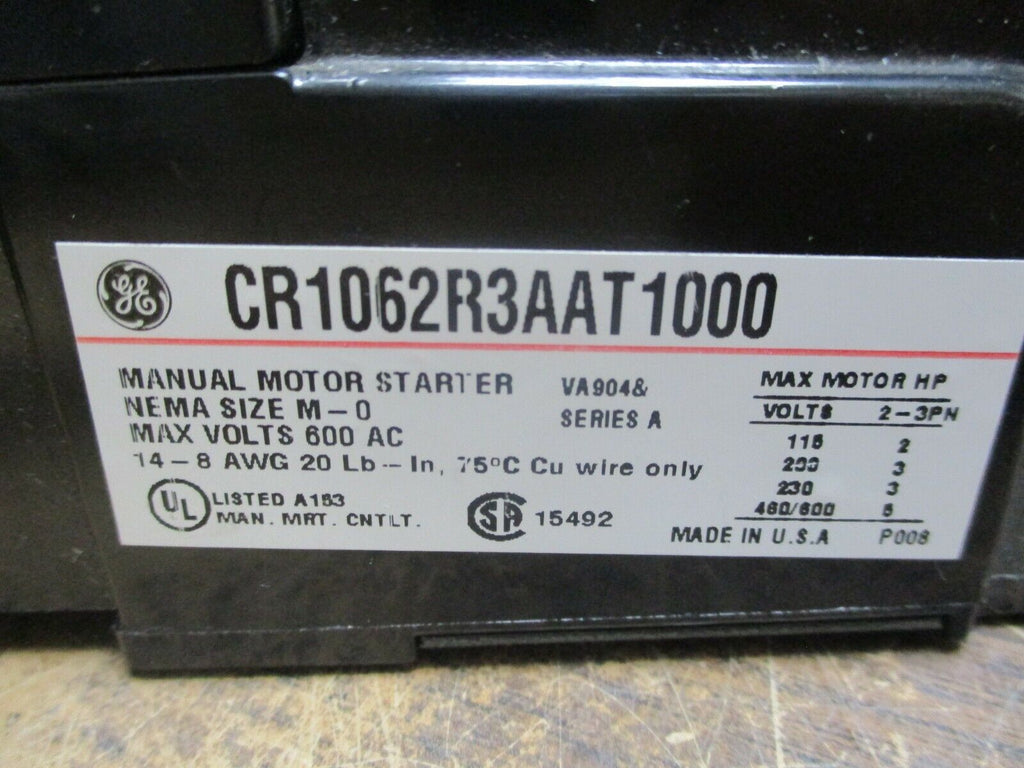 GE
CR1062R3AAT1000
MANUAL MOTOR STARTER
NEMA SIZE M-0
MAX VOLTS 600 AC
14-8 AWG 20 Lb-In, 75°C Cu wire only
UL LISTED A163
MAN. MRT. CNTLT.
VA904&
SERIES A
SA 15492
MAX MOTOR HP
VOLTS 2-3PH
115 2
200 3
230 3
460/600 5
MADE IN U.S.A P008